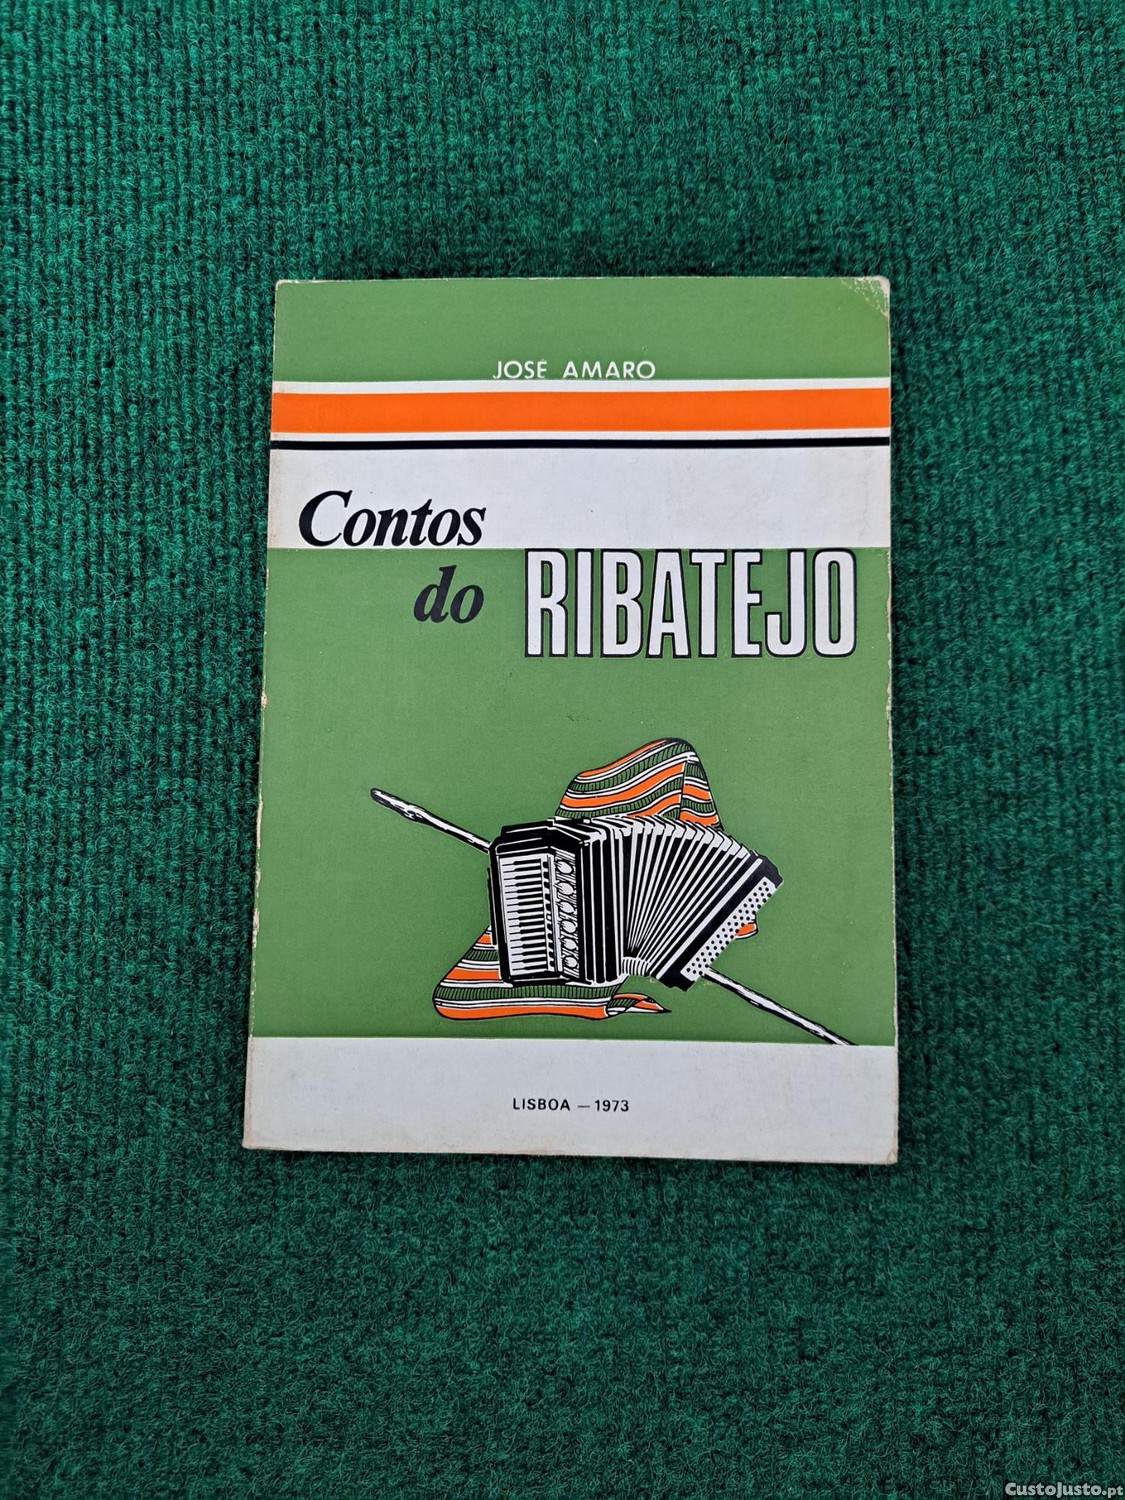 JOSÉ AMARO
Contos
do RIBATEJO
LISBOA — 1973
CustoJusto.pt